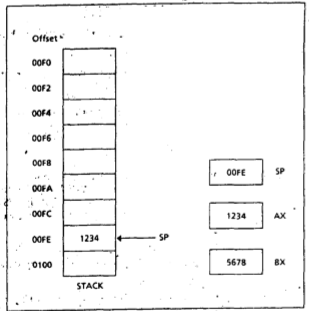 Offset
00F0
00F2
00F4
00F6
00F8
00FE SP
00FA
00FC
1234 AX
00FE 1234 SP
0100
5678 BX
STACK